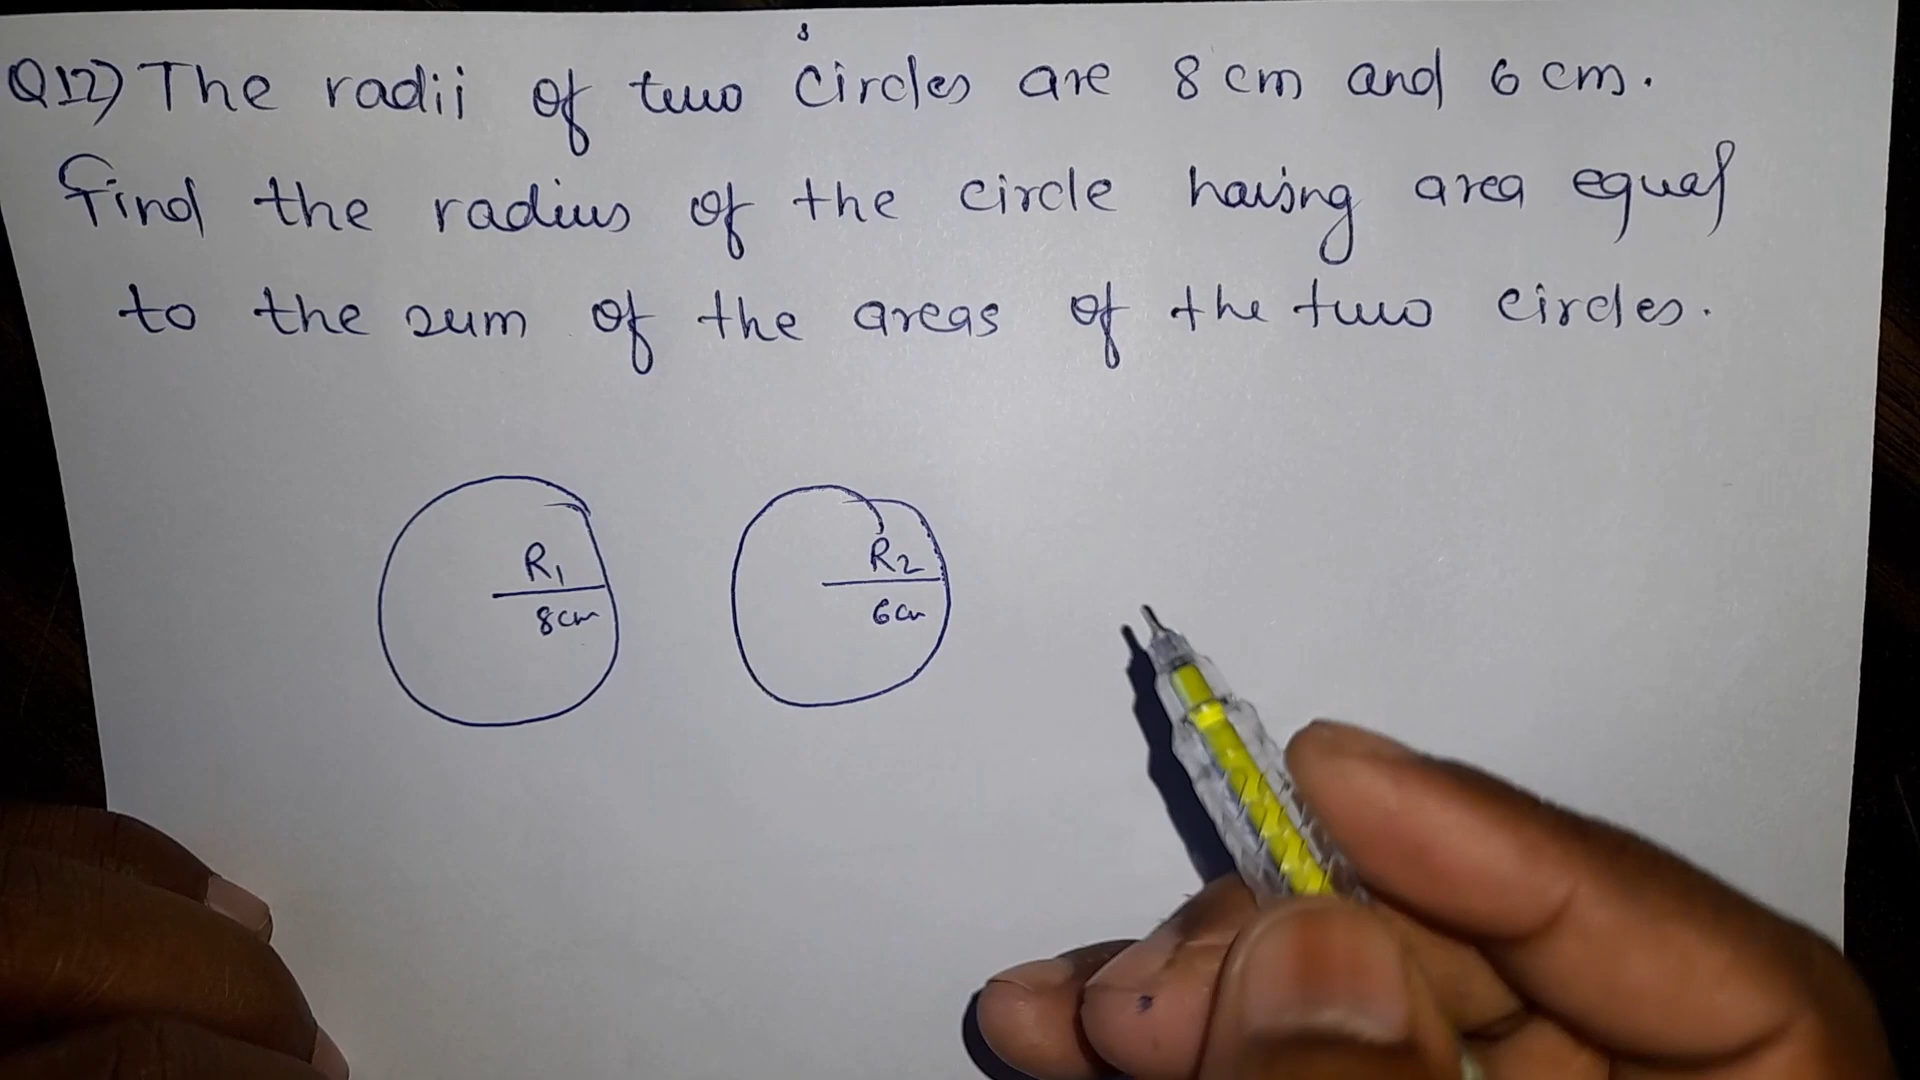 Q12) The radii of two circles are 8 cm and 6 cm.
Find the radius of the circle having area equal
to the sum of the areas of the two circles.
R1
8cm
R2
6cm